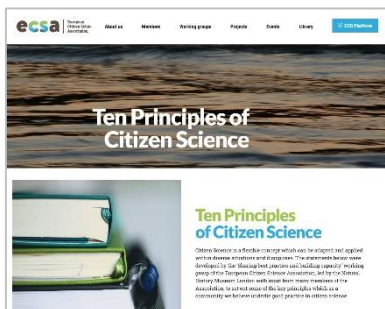 ecsa
European
Citizen Science
Association
About us Members Working groups Projects Events Library
Ten Principles of
Citizen Science
Ten Principles
of Citizen Science
Citizen Science is a flexible concept which can be adapted and applied
within diverse situations and disciplines. The statements below were
developed by the 'Sharing best practice and building capacity' working
group of the European Citizen Science Association, led by the Natural
History Museum London, with input from many members of the
Association, to set out some of the key principles which as a
community we believe underlie good practice in citizen science